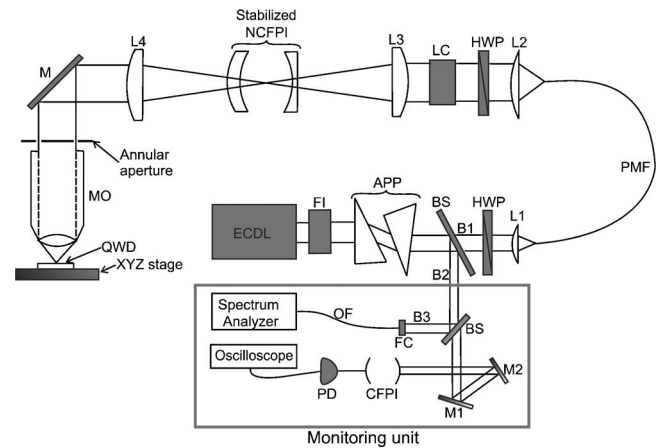 Stabilized
NCFPI
L4
L3
LC
HWP
L2
M
Annular
aperture
MO
PMF
QWD
XYZ stage
ECDL
FI
APP
BS
B1
HWP
L1
B2
Spectrum
Analyzer
OF
B3
FC
BS
Oscilloscope
PD
CFPI
M1
M2
Monitoring unit